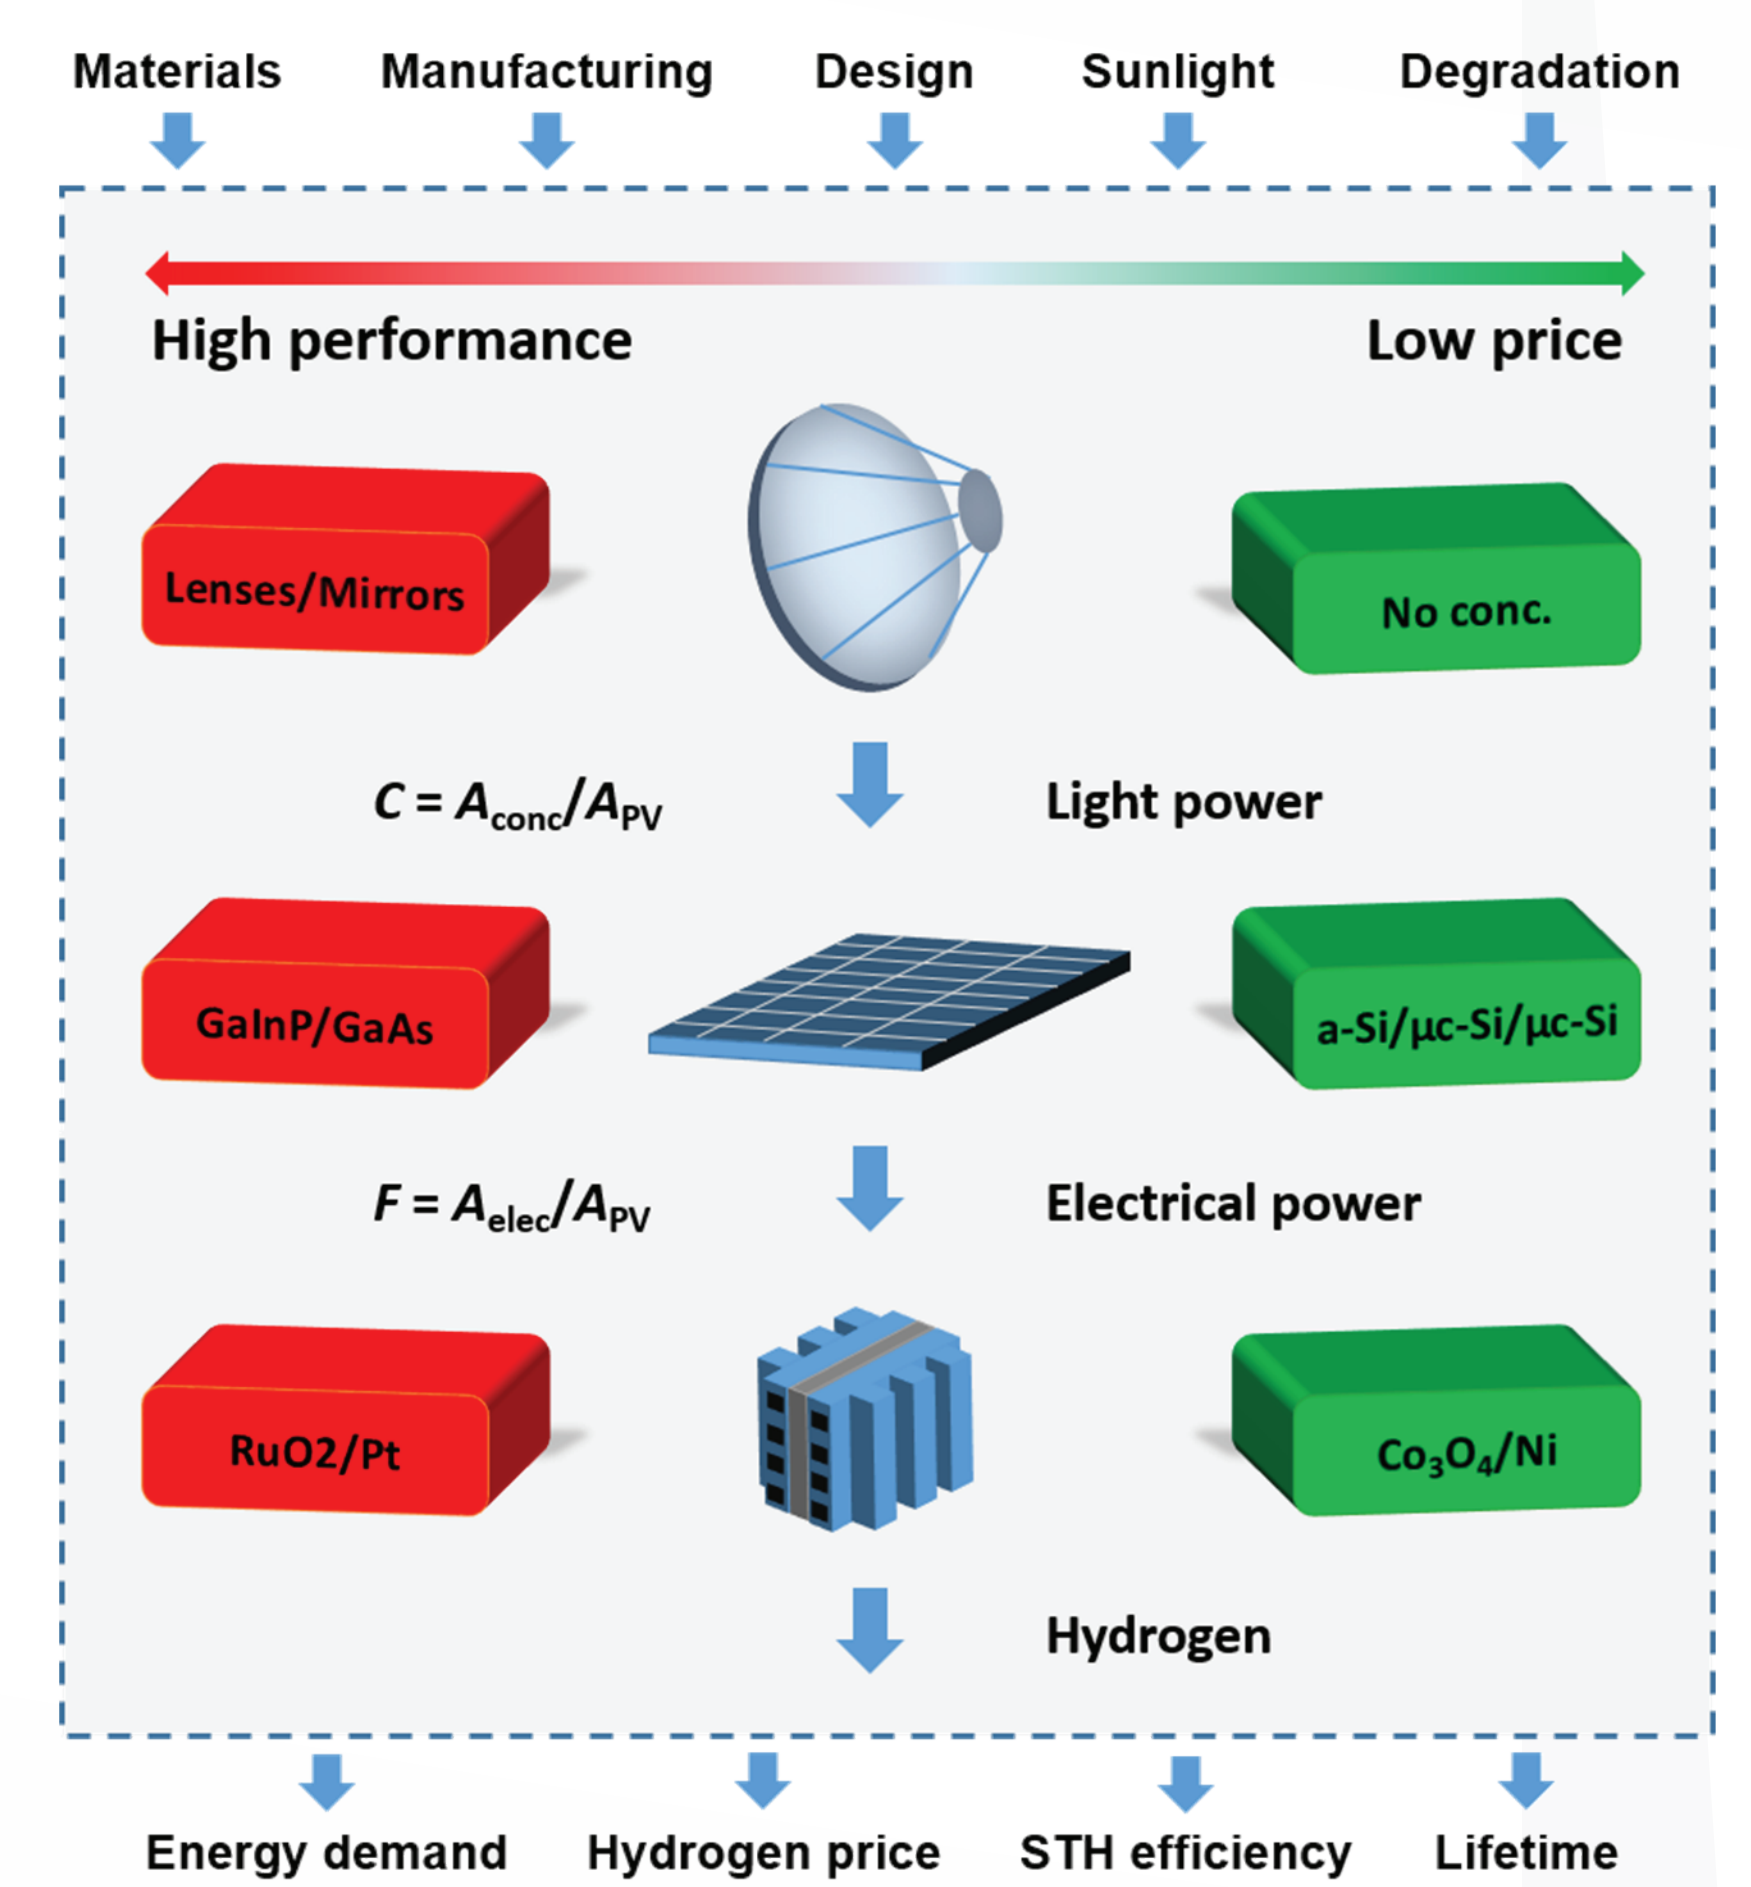 Materials Manufacturing Design Sunlight Degradation
High performance Low price
Lenses/Mirrors No conc.
C = Aconc/APV Light power
GaInP/GaAs a-Si/µc-Si/µc-Si
F = Aelec/APV Electrical power
RuO2/Pt Co₃O₄/Ni
Hydrogen
Energy demand Hydrogen price STH efficiency Lifetime